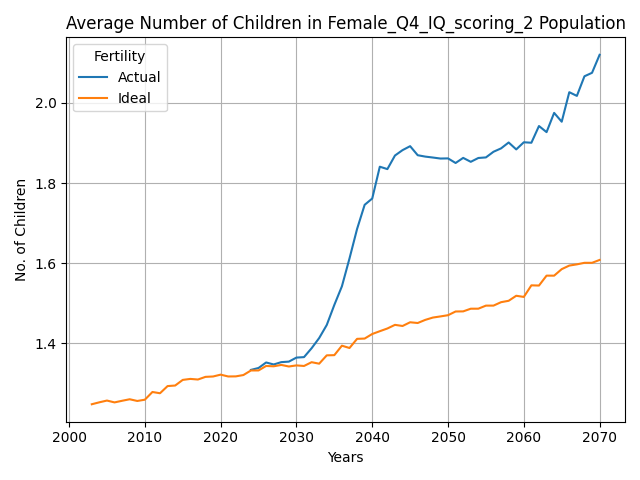 Average Number of Children in Female_Q4_IQ_scoring_2 Population
Fertility
Actual
Ideal
No. of Children
2.0
1.8
1.6
1.4
2000 2010 2020 2030 2040 2050 2060 2070
Years